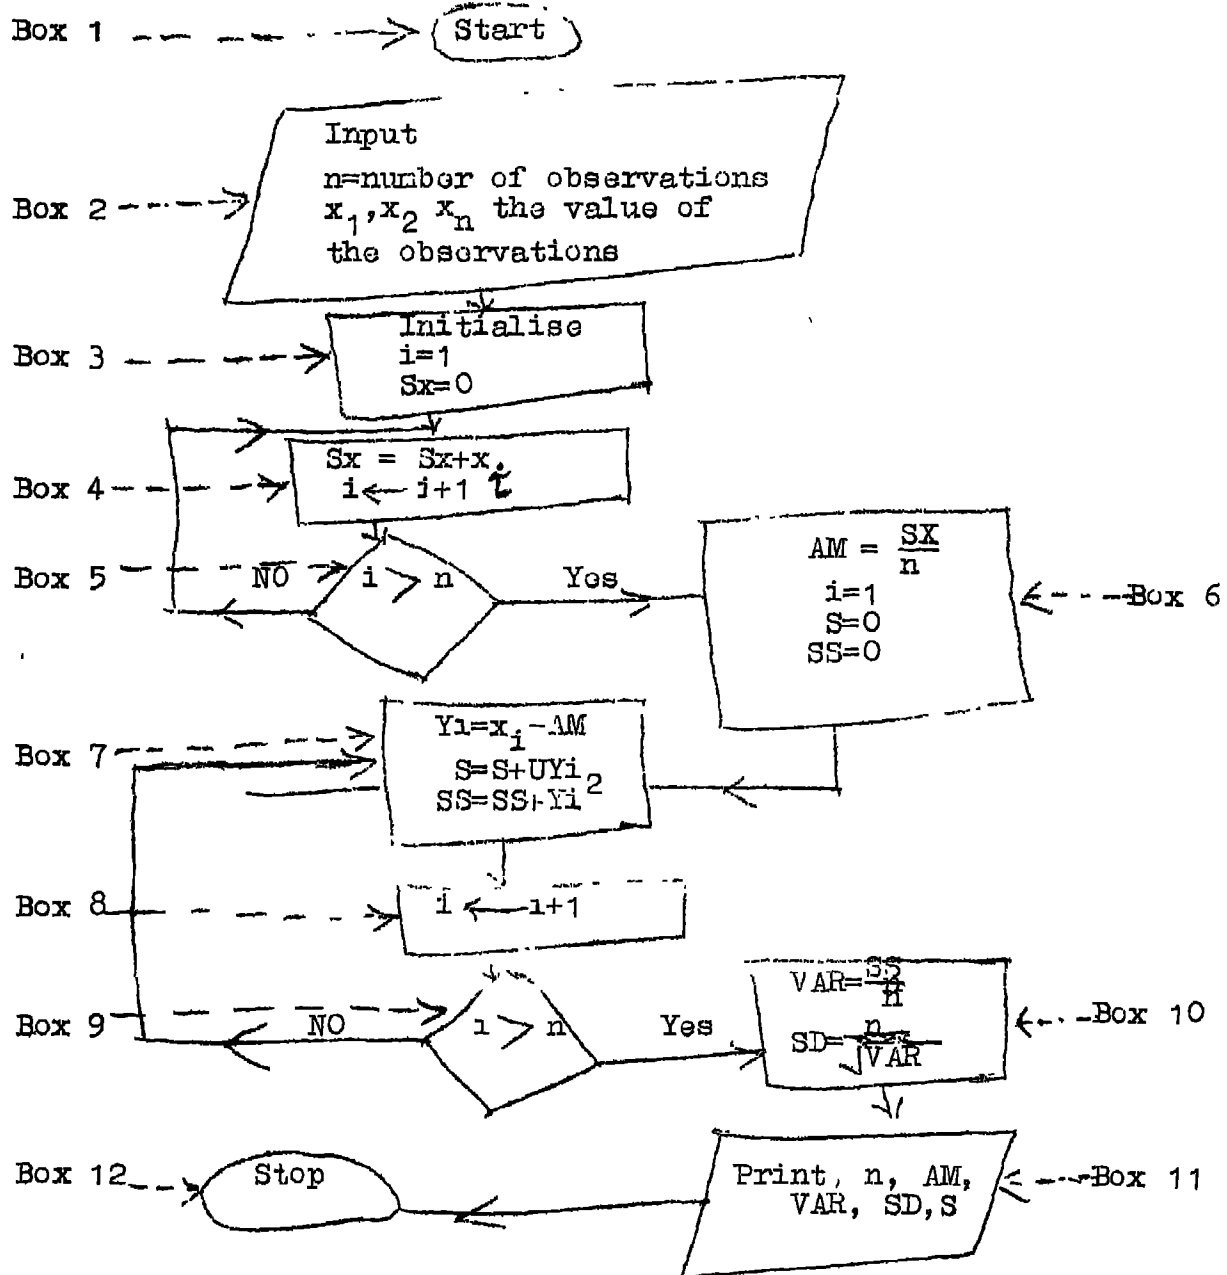 Box 1
Start
Input
n=number of observations
Box 2
x₁,x₂ xₙ the value of
the observations
Initialise
Box 3
i=1
Sx=0
Sx = Sx+x i
Box 4
i ← i+1
Box 5
NO
i > n
Yes
AM = SX/n
i=1
S=0
SS=0
Box 6
Yi=xi-AM
Box 7
S=S+UYi
SS=SS+Yi²
Box 8
i ← i+1
Box 9
NO
i > n
Yes
VAR=SS/n
SD=
√VAR
Box 10
Box 12
Stop
Print, n, AM,
VAR, SD,S
Box 11